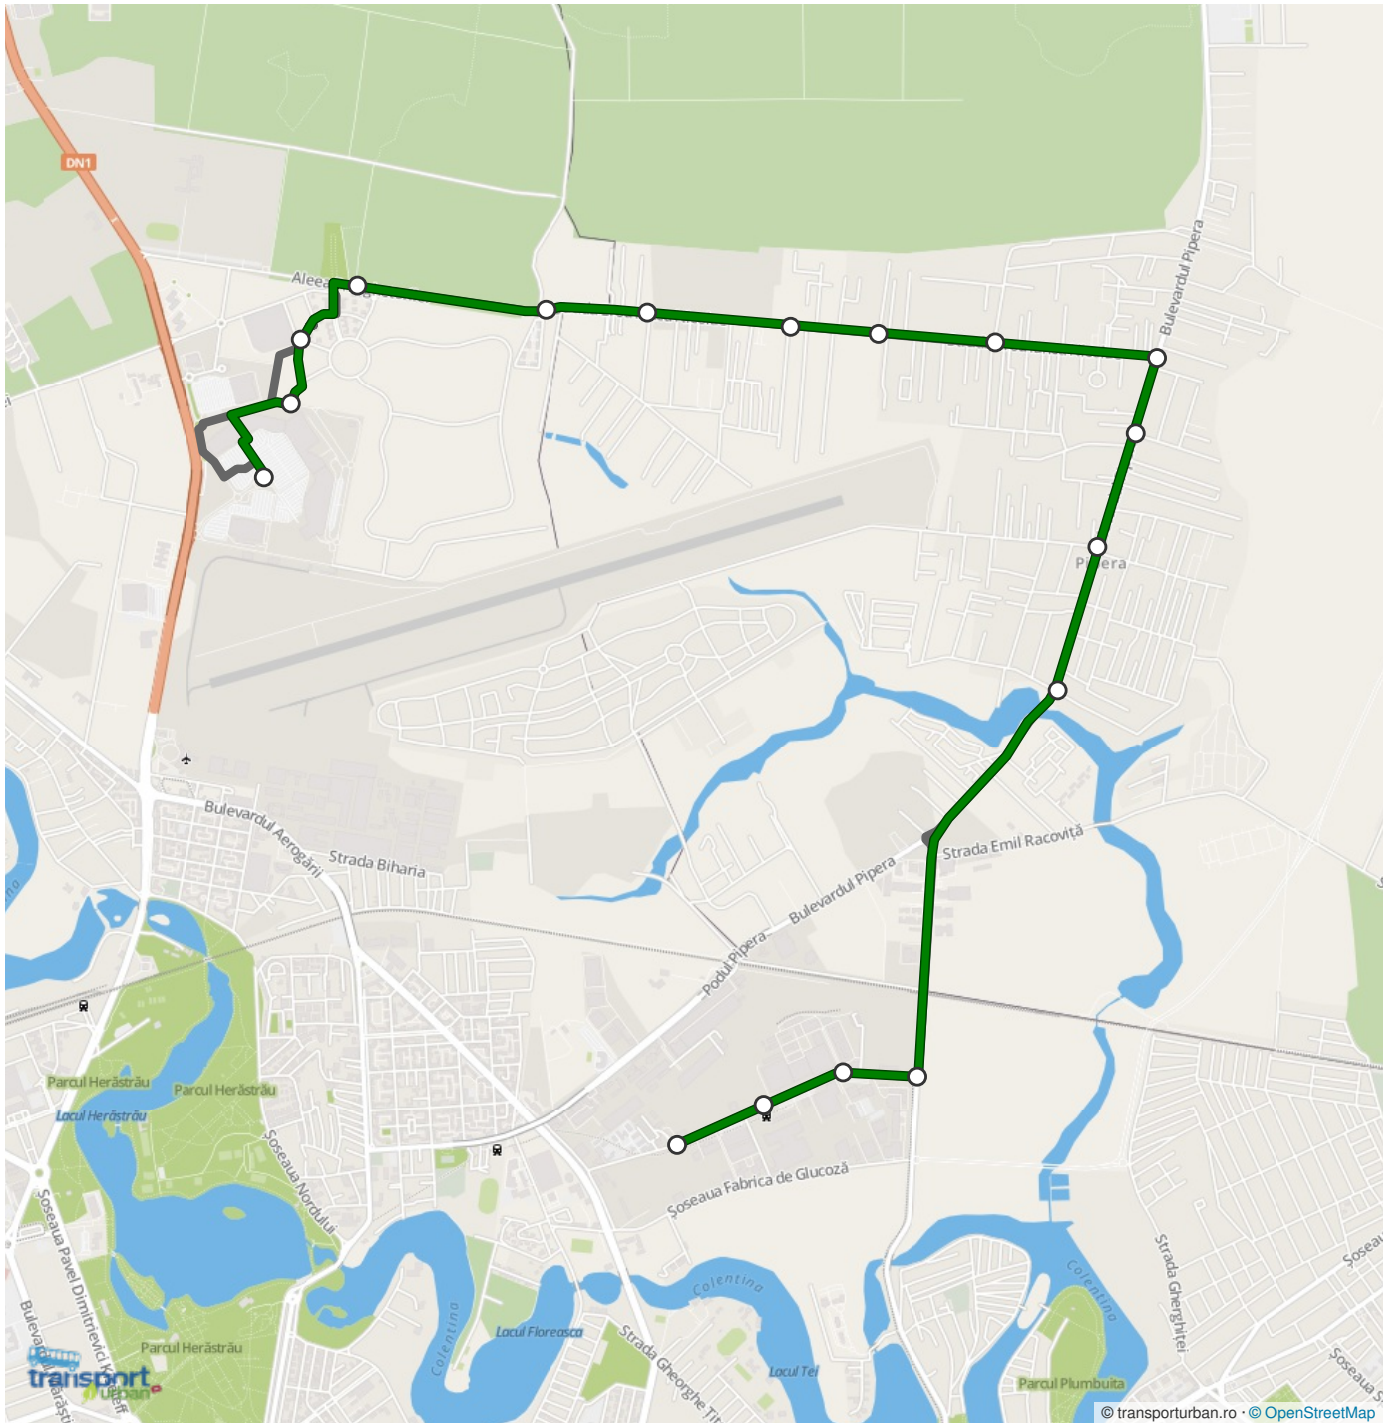 DN1
Bulevardul Pipera
Aleea
Pipera
Bulevardul Aerogării
Strada Biharia
Strada Emil Racoviță
Bulevardul Pipera
Podul Pipera
Parcul Herăstrău
Parcul Herăstrău
Lacul Herăstrău
Șoseaua Nordului
Șoseaua Fabrica de Glucoză
Șoseaua Pavel Dimitrievici
Colentina
Colentina
Colentina
Lacul Floreasca
Lacul Tei
Strada Gheorghe
Strada Gherghiței
Parcul Herăstrău
Parcul Plumbuita
transport
urban
© transporturban.ro · © OpenStreetMap